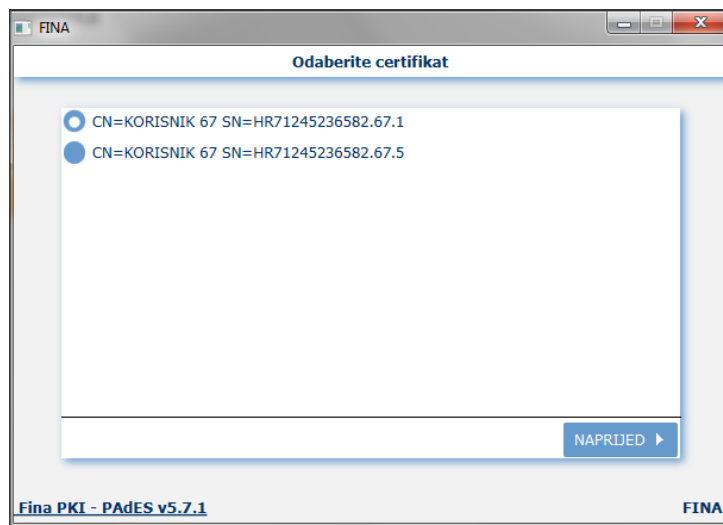 FINA
Odaberite certifikat
CN=KORISNIK 67 SN=HR71245236582.67.1
CN=KORISNIK 67 SN=HR71245236582.67.5
NAPRIJED
Fina PKI - PAdES v5.7.1
FINA